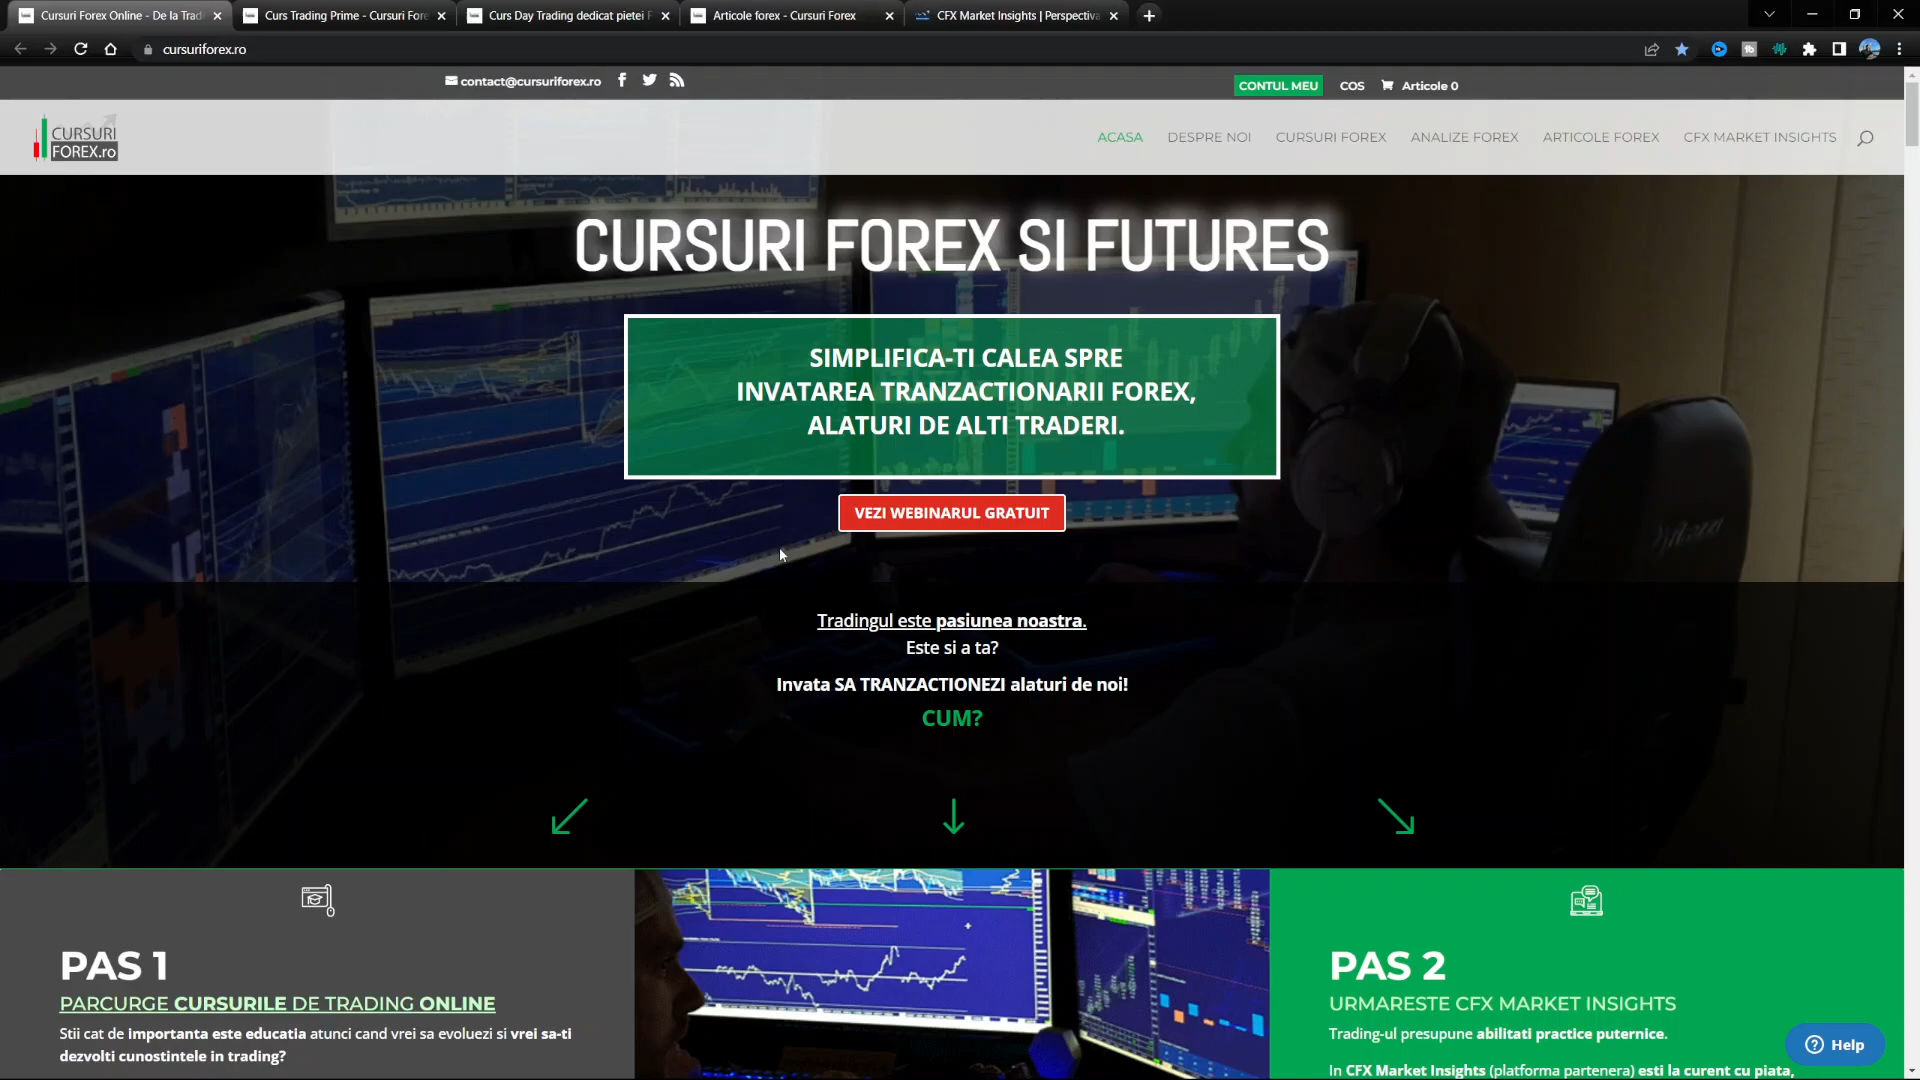 Cursuri Forex Online - De la Trad
Curs Trading Prime - Cursuri Fore
Curs Day Trading dedicat pietei F
Articole forex - Cursuri Forex
CFX Market Insights | Perspectiva
cursuriforex.ro
contact@cursuriforex.ro
CONTUL MEU
COS
Articole 0
CURSURI
FOREX.ro
ACASA
DESPRE NOI
CURSURI FOREX
ANALIZE FOREX
ARTICOLE FOREX
CFX MARKET INSIGHTS
CURSURI FOREX SI FUTURES
SIMPLIFICA-TI CALEA SPRE
INVATAREA TRANZACTIONARII FOREX,
ALATURI DE ALTI TRADERI.
VEZI WEBINARUL GRATUIT
Tradingul este pasiunea noastra.
Este si a ta?
Invata SA TRANZACTIONEZI alaturi de noi!
CUM?
PAS 1
PARCURGE CURSURILE DE TRADING ONLINE
Stii cat de importanta este educatia atunci cand vrei sa evoluezi si vrei sa-ti
dezvolti cunostintele in trading?
PAS 2
URMARESTE CFX MARKET INSIGHTS
Trading-ul presupune abilitati practice puternice.
In CFX Market Insights (platforma partenera) esti la curent cu piata,
Help